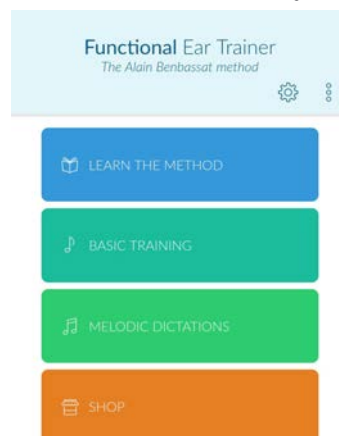 Functional Ear Trainer
The Alain Benbassat method
LEARN THE METHOD
BASIC TRAINING
MELODIC DICTATIONS
SHOP